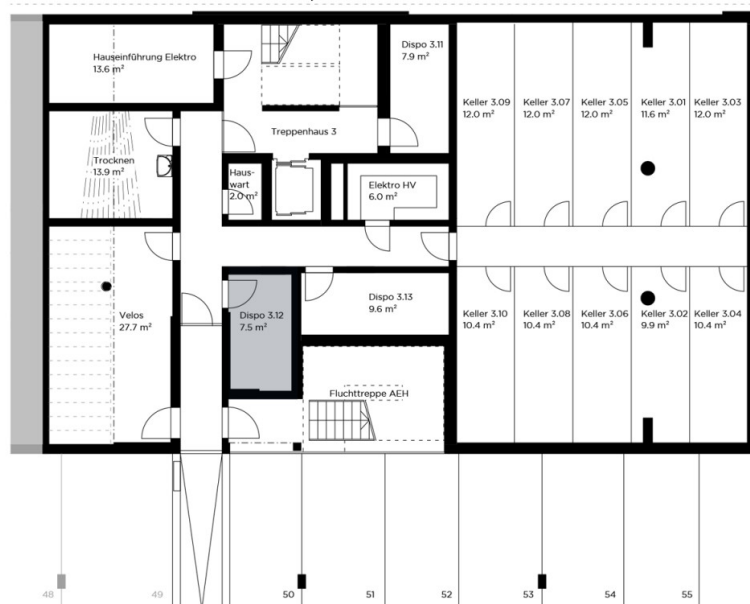 Hauseinführung Elektro
13.6 m²
Dispo 3.11
7.9 m²
Keller 3.09
12.0 m²
Keller 3.07
12.0 m²
Keller 3.05
12.0 m²
Keller 3.01
11.6 m²
Keller 3.03
12.0 m²
Treppenhaus 3
Trocknen
13.9 m²
Haus-
wart
2.0 m²
Elektro HV
6.0 m²
Velos
27.7 m²
Dispo 3.12
7.5 m²
Dispo 3.13
9.6 m²
Keller 3.10
10.4 m²
Keller 3.08
10.4 m²
Keller 3.06
10.4 m²
Keller 3.02
9.9 m²
Keller 3.04
10.4 m²
Fluchttreppe AEH
48
49
50
51
52
53
54
55